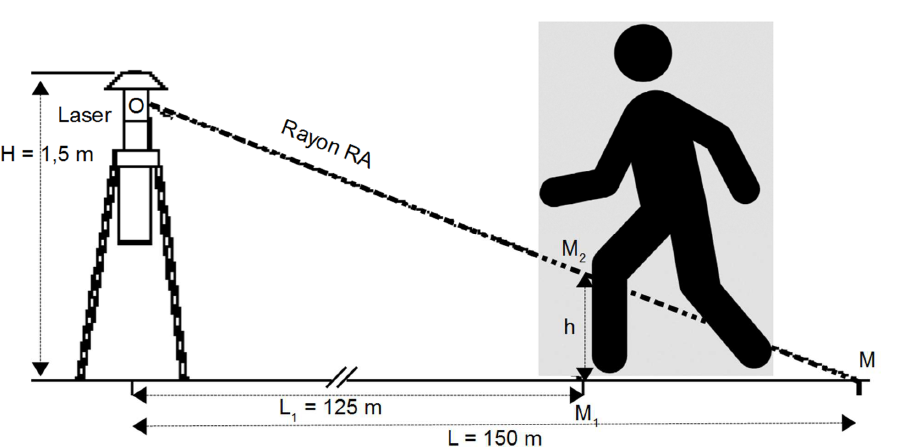 O
Laser
Rayon RA
H = 1,5 m
M₂
h
M
L₁ = 125 m
M₁
L = 150 m